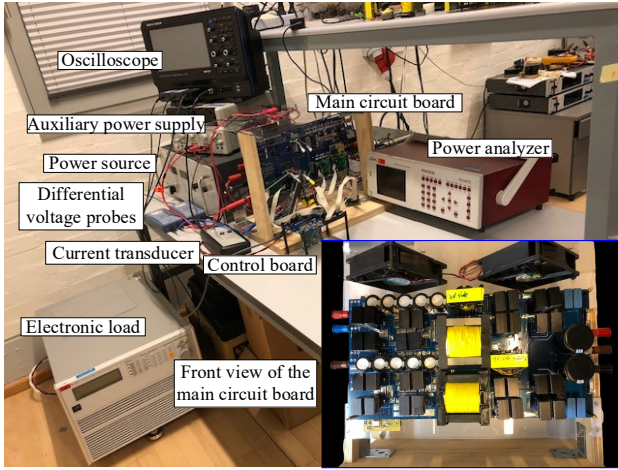 Oscilloscope
Main circuit board
Auxiliary power supply
Power analyzer
Power source
Differential
voltage probes
Current transducer
Control board
Electronic load
Front view of the
main circuit board